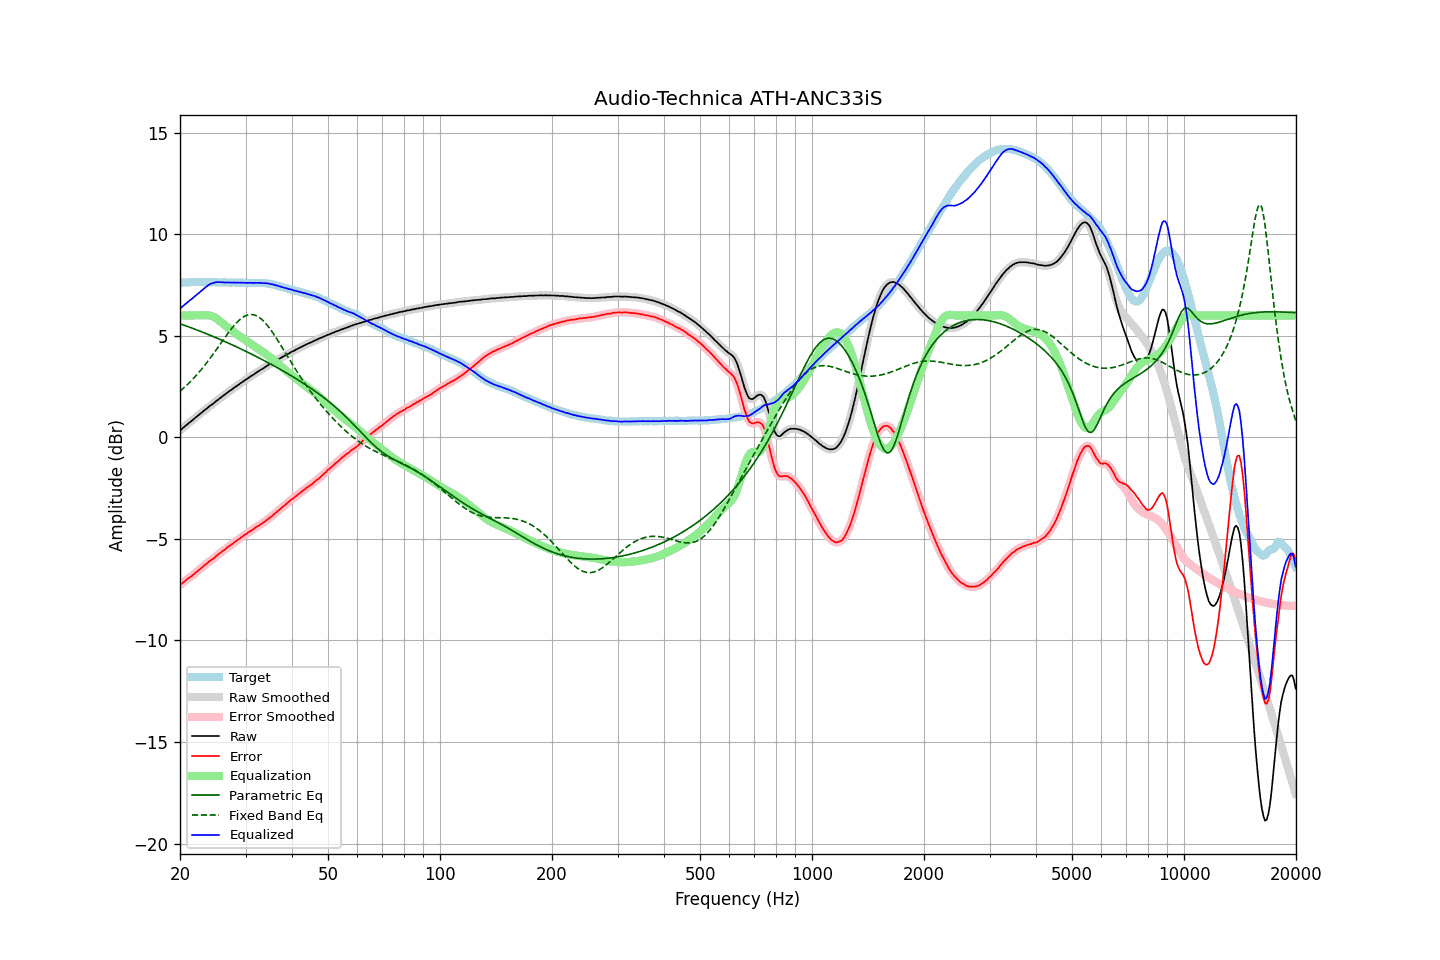 Audio-Technica ATH-ANC33iS
15
10
5
0
−5
−10
−15
−20
Amplitude (dBr)
Target
Raw Smoothed
Error Smoothed
Raw
Error
Equalization
Parametric Eq
Fixed Band Eq
Equalized
20 50 100 200 500 1000 2000 5000 10000 20000
Frequency (Hz)